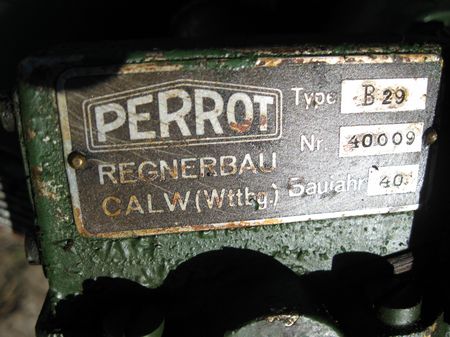 PERROT
Type B 29
REGNERBAU
Nr 40009
CALW (Wttbg.) Baujahr 40